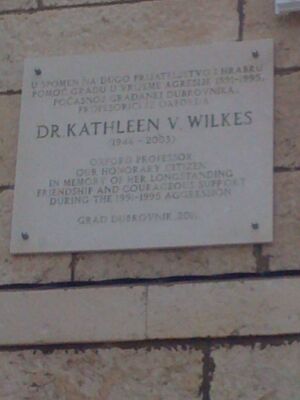 U SPOMEN NA DUGO PRIJATELJSTVO I HRABRU
POMOĆ GRADU U VRIJEME AGRESIJE 1991-1995.
POČASNOJ GRAĐANKI DUBROVNIKA,
PROFESORICI IZ OXFORDA
DR. KATHLEEN V. WILKES
(1946 - 2003)
OXFORD PROFESSOR
OUR HONORARY CITIZEN
IN MEMORY OF HER LONGSTANDING
FRIENDSHIP AND COURAGEOUS SUPPORT
DURING THE 1991-1995 AGGRESSION
GRAD DUBROVNIK